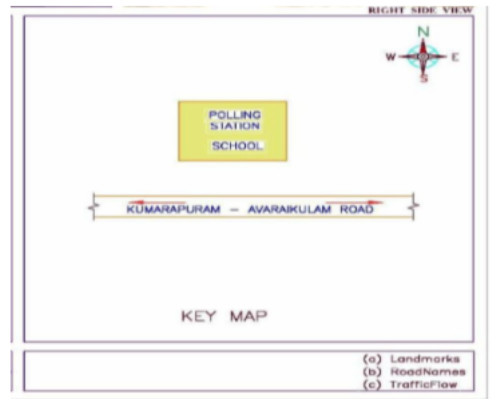 RIGHT SIDE VIEW
N
W E
S
POLLING
STATION
SCHOOL
KUMARAPURAM - AVARAIKULAM ROAD
KEY MAP
(a) Landmarks
(b) RoadNames
(c) TrafficFlow